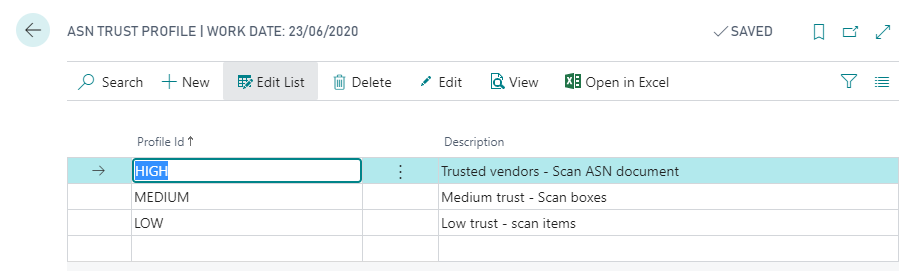 ASN TRUST PROFILE | WORK DATE: 23/06/2020 SAVED
Search New Edit List Delete Edit View Open in Excel
Profile Id↑ Description
HIGH Trusted vendors - Scan ASN document
MEDIUM Medium trust - Scan boxes
LOW Low trust - scan items